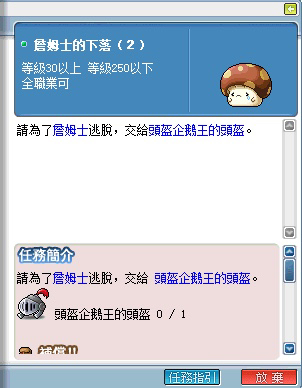 詹姆士的下落（2）
等級30以上 等級250以下
全職業可
請為了詹姆士逃脫，交給頭盔企鵝王的頭盔。
任務簡介
請為了詹姆士逃脫，交給 頭盔企鵝王的頭盔。
頭盔企鵝王的頭盔 0 / 1
補償!!
任務指引
放棄